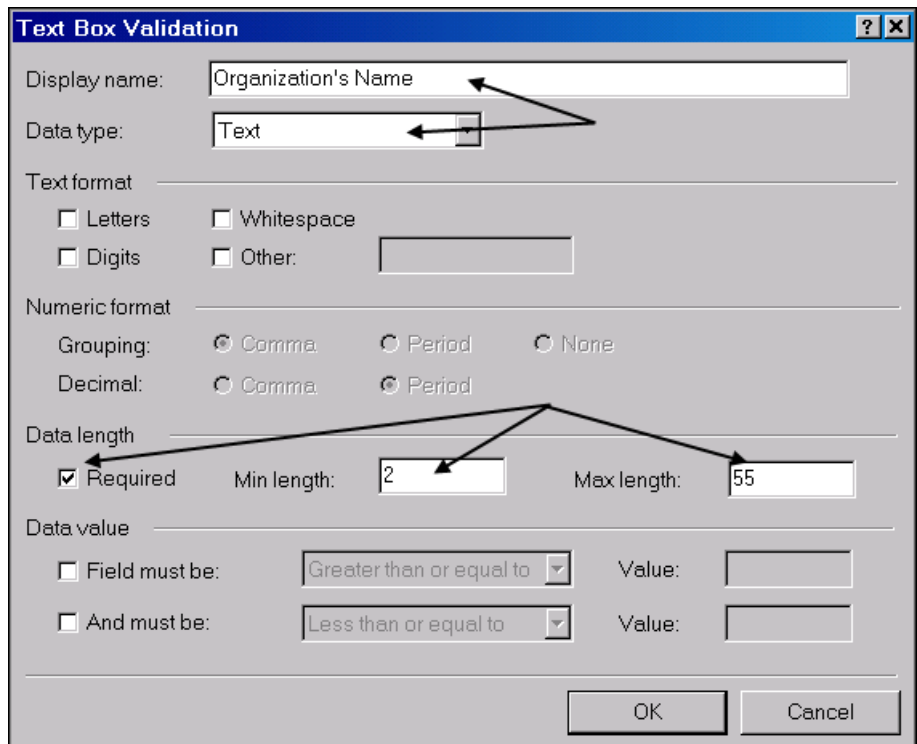 Text Box Validation
Display name: Organization's Name
Data type: Text
Text format
Letters Whitespace
Digits Other:
Numeric format
Grouping: Comma Period None
Decimal: Comma Period
Data length
Required Min length: 2 Max length: 55
Data value
Field must be: Greater than or equal to Value:
And must be: Less than or equal to Value:
OK Cancel